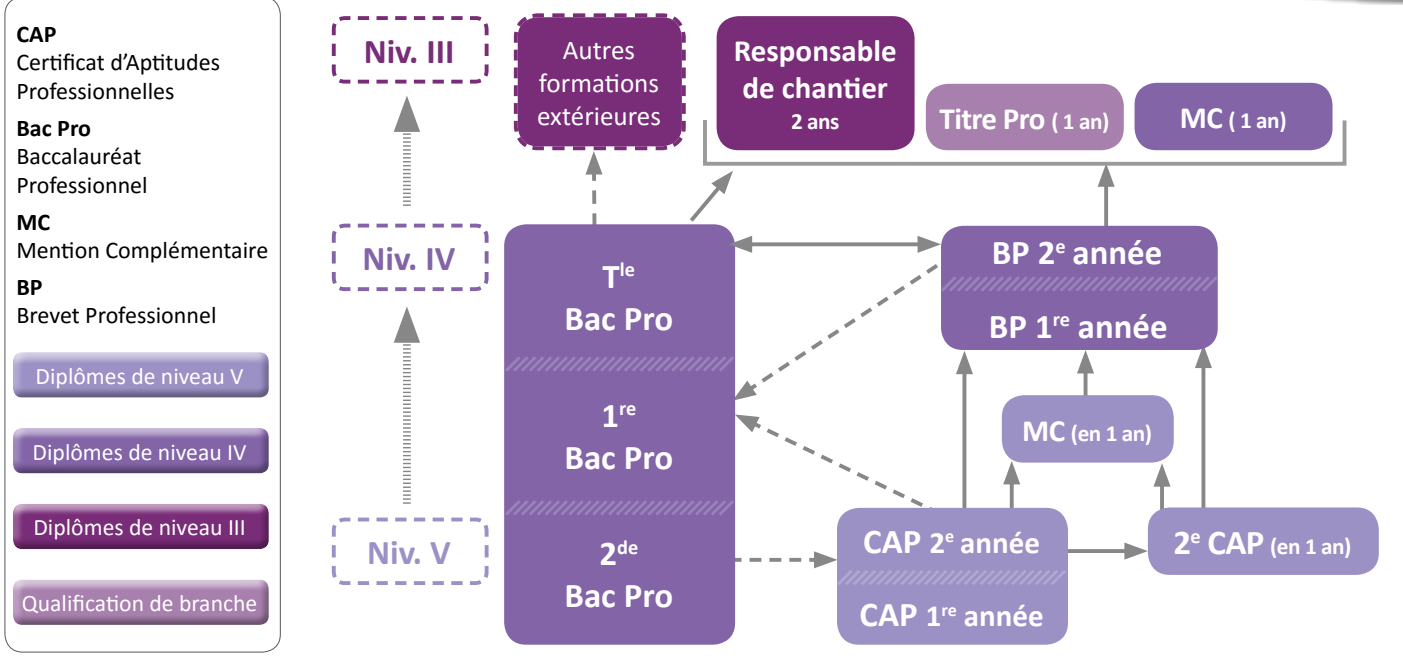 CAP
Certificat d'Aptitudes
Professionnelles
Bac Pro
Baccalauréat
Professionnel
MC
Mention Complémentaire
BP
Brevet Professionnel
Diplômes de niveau V
Diplômes de niveau IV
Diplômes de niveau III
Qualification de branche
Niv. III
Niv. IV
Niv. V
Autres
formations
extérieures
Responsable
de chantier
2 ans
Titre Pro ( 1 an)
MC ( 1 an)
Tle
Bac Pro
1re
Bac Pro
2de
Bac Pro
BP 2e année
BP 1re année
MC (en 1 an)
CAP 2e année
CAP 1re année
2e CAP (en 1 an)